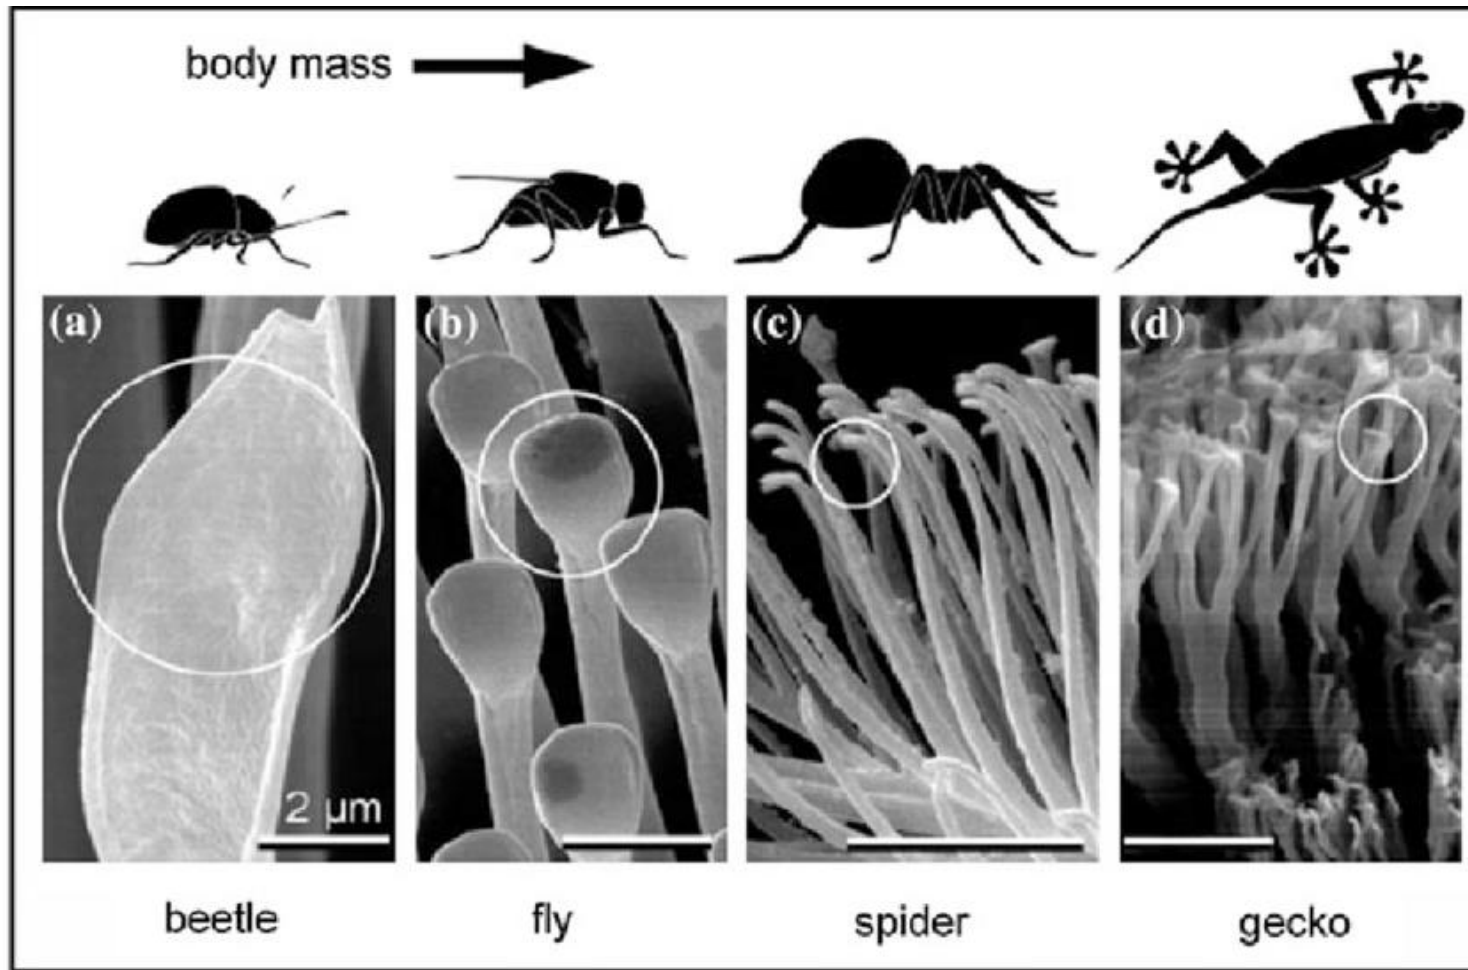 body mass
(a)
(b)
(c)
(d)
2 µm
beetle
fly
spider
gecko